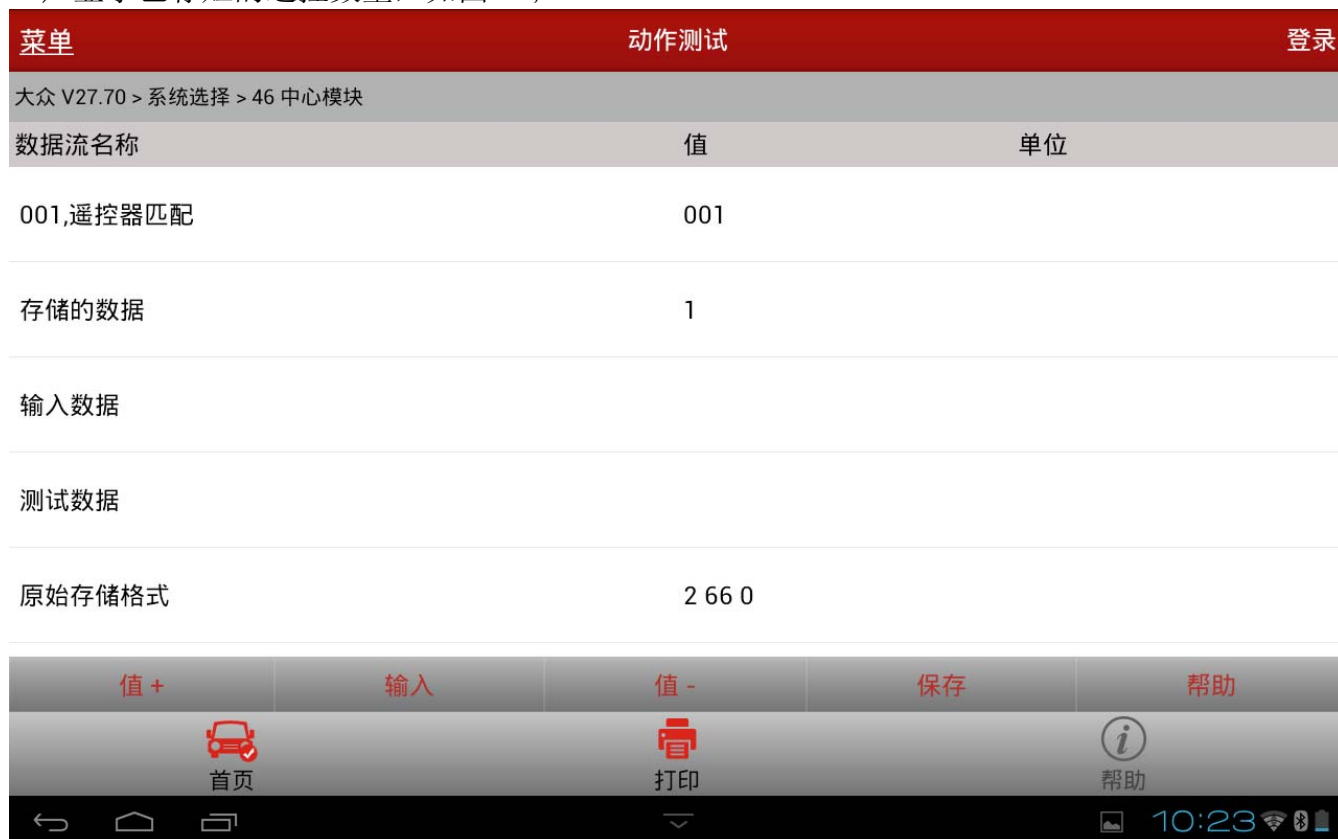 菜单 动作测试 登录
大众 V27.70 > 系统选择 > 46 中心模块
数据流名称 值 单位
001,遥控器匹配 001
存储的数据 1
输入数据
测试数据
原始存储格式 2 66 0
值 + 输入 值 - 保存 帮助
首页 打印 帮助
10:23